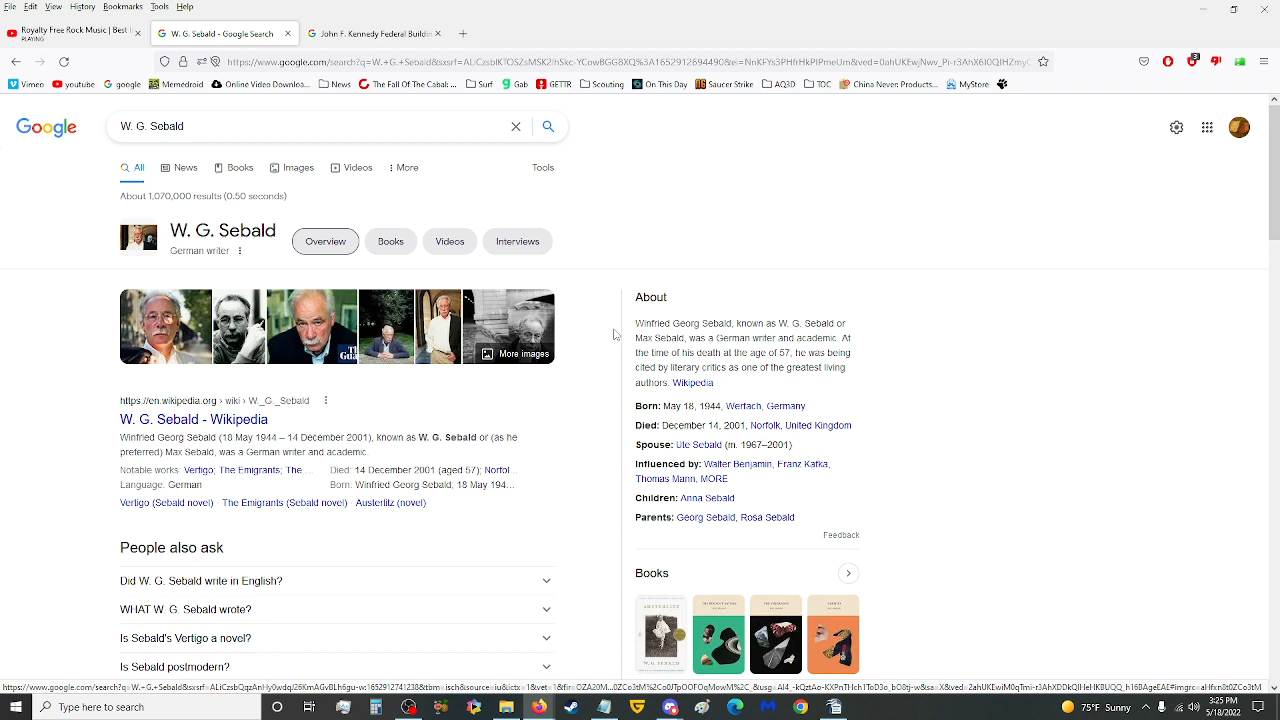 File Edit View History Bookmarks Tools Help
Royalty Free Rock Music | Best
PLAYING
W. G. Sebald - Google Search
John F. Kennedy Federal Buildin
Vimeo youtube google Memedroid Online Video Downloa... News The Fall Of The Cabal ... Surf Gab GETTR Scouting On This Day Saucer Strike AQ3D TOC China Never Product... MyStore
Google
W. G. Sebald
All News Books Images Videos More Tools
About 1,070,000 results (0.50 seconds)
W. G. Sebald
German writer
Overview Books Videos Interviews
More images
https://en.wikipedia.org › wiki › W._G._Sebald
W. G. Sebald - Wikipedia
Winfried Georg Sebald (18 May 1944 – 14 December 2001), known as W. G. Sebald or (as he
preferred) Max Sebald, was a German writer and academic.
Notable works: Vertigo; The Emigrants; The ... Died: 14 December 2001 (aged 57); Norfol...
Language: German Born: Winfried Georg Sebald; 18 May 194...
Vertigo (Sebald novel) · The Emigrants (Sebald novel) · Austerlitz (novel)
People also ask
Did W. G. Sebald write in English?
WHAT W. G. Sebald wrote?
Is Sebald's Vertigo a novel?
Is Sebald postmodern?
About
Winfried Georg Sebald, known as W. G. Sebald or
Max Sebald, was a German writer and academic. At
the time of his death at the age of 57, he was being
cited by literary critics as one of the greatest living
authors. Wikipedia
Born: May 18, 1944, Wertach, Germany
Died: December 14, 2001, Norfolk, United Kingdom
Spouse: Ute Sebald (m. 1967–2001)
Influenced by: Walter Benjamin, Franz Kafka,
Thomas Mann, MORE
Children: Anna Sebald
Parents: Georg Sebald, Rosa Sebald
Feedback
Books
AUSTERLITZ
W. G. SEBALD
Type here to search
75°F Sunny
3:25 PM
5/18/2022